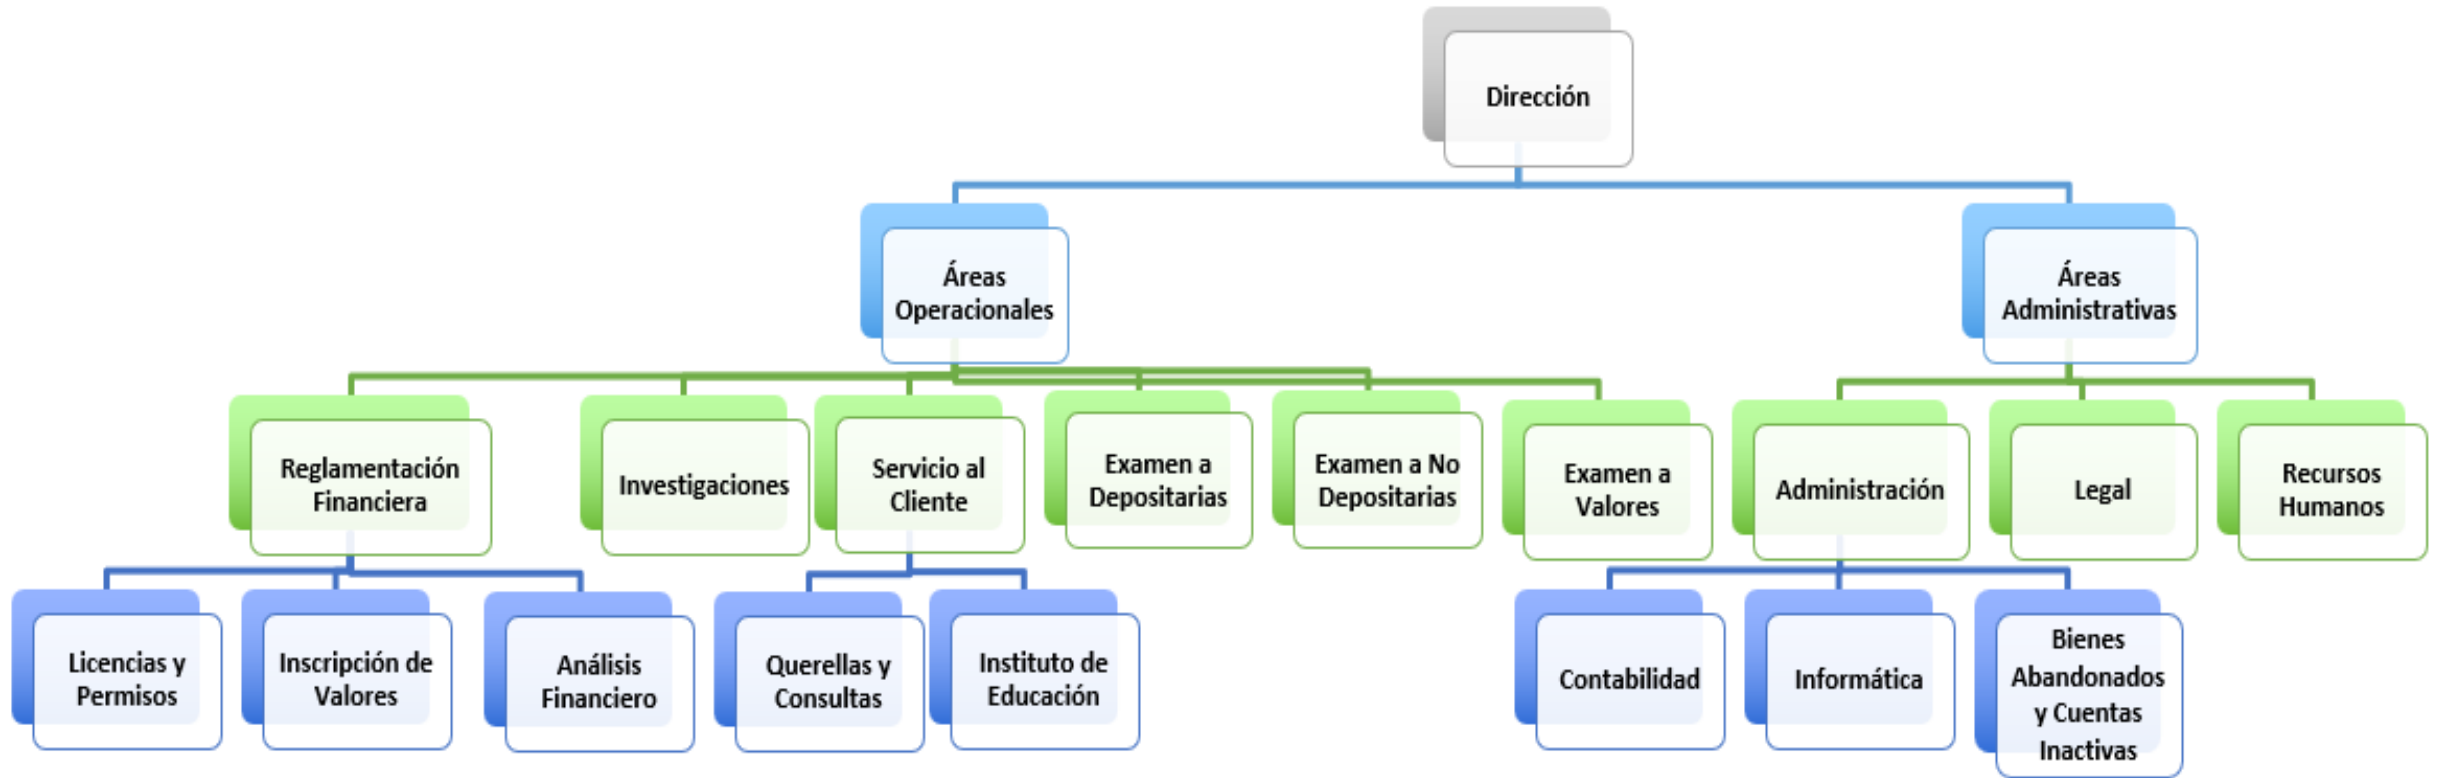 Dirección
Áreas
Operacionales
Áreas
Administrativas
Reglamentación
Financiera
Investigaciones
Servicio al
Cliente
Examen a
Depositarias
Examen a No
Depositarias
Examen a
Valores
Administración
Legal
Recursos
Humanos
Licencias y
Permisos
Inscripción de
Valores
Análisis
Financiero
Querellas y
Consultas
Instituto de
Educación
Contabilidad
Informática
Bienes
Abandonados
y Cuentas
Inactivas